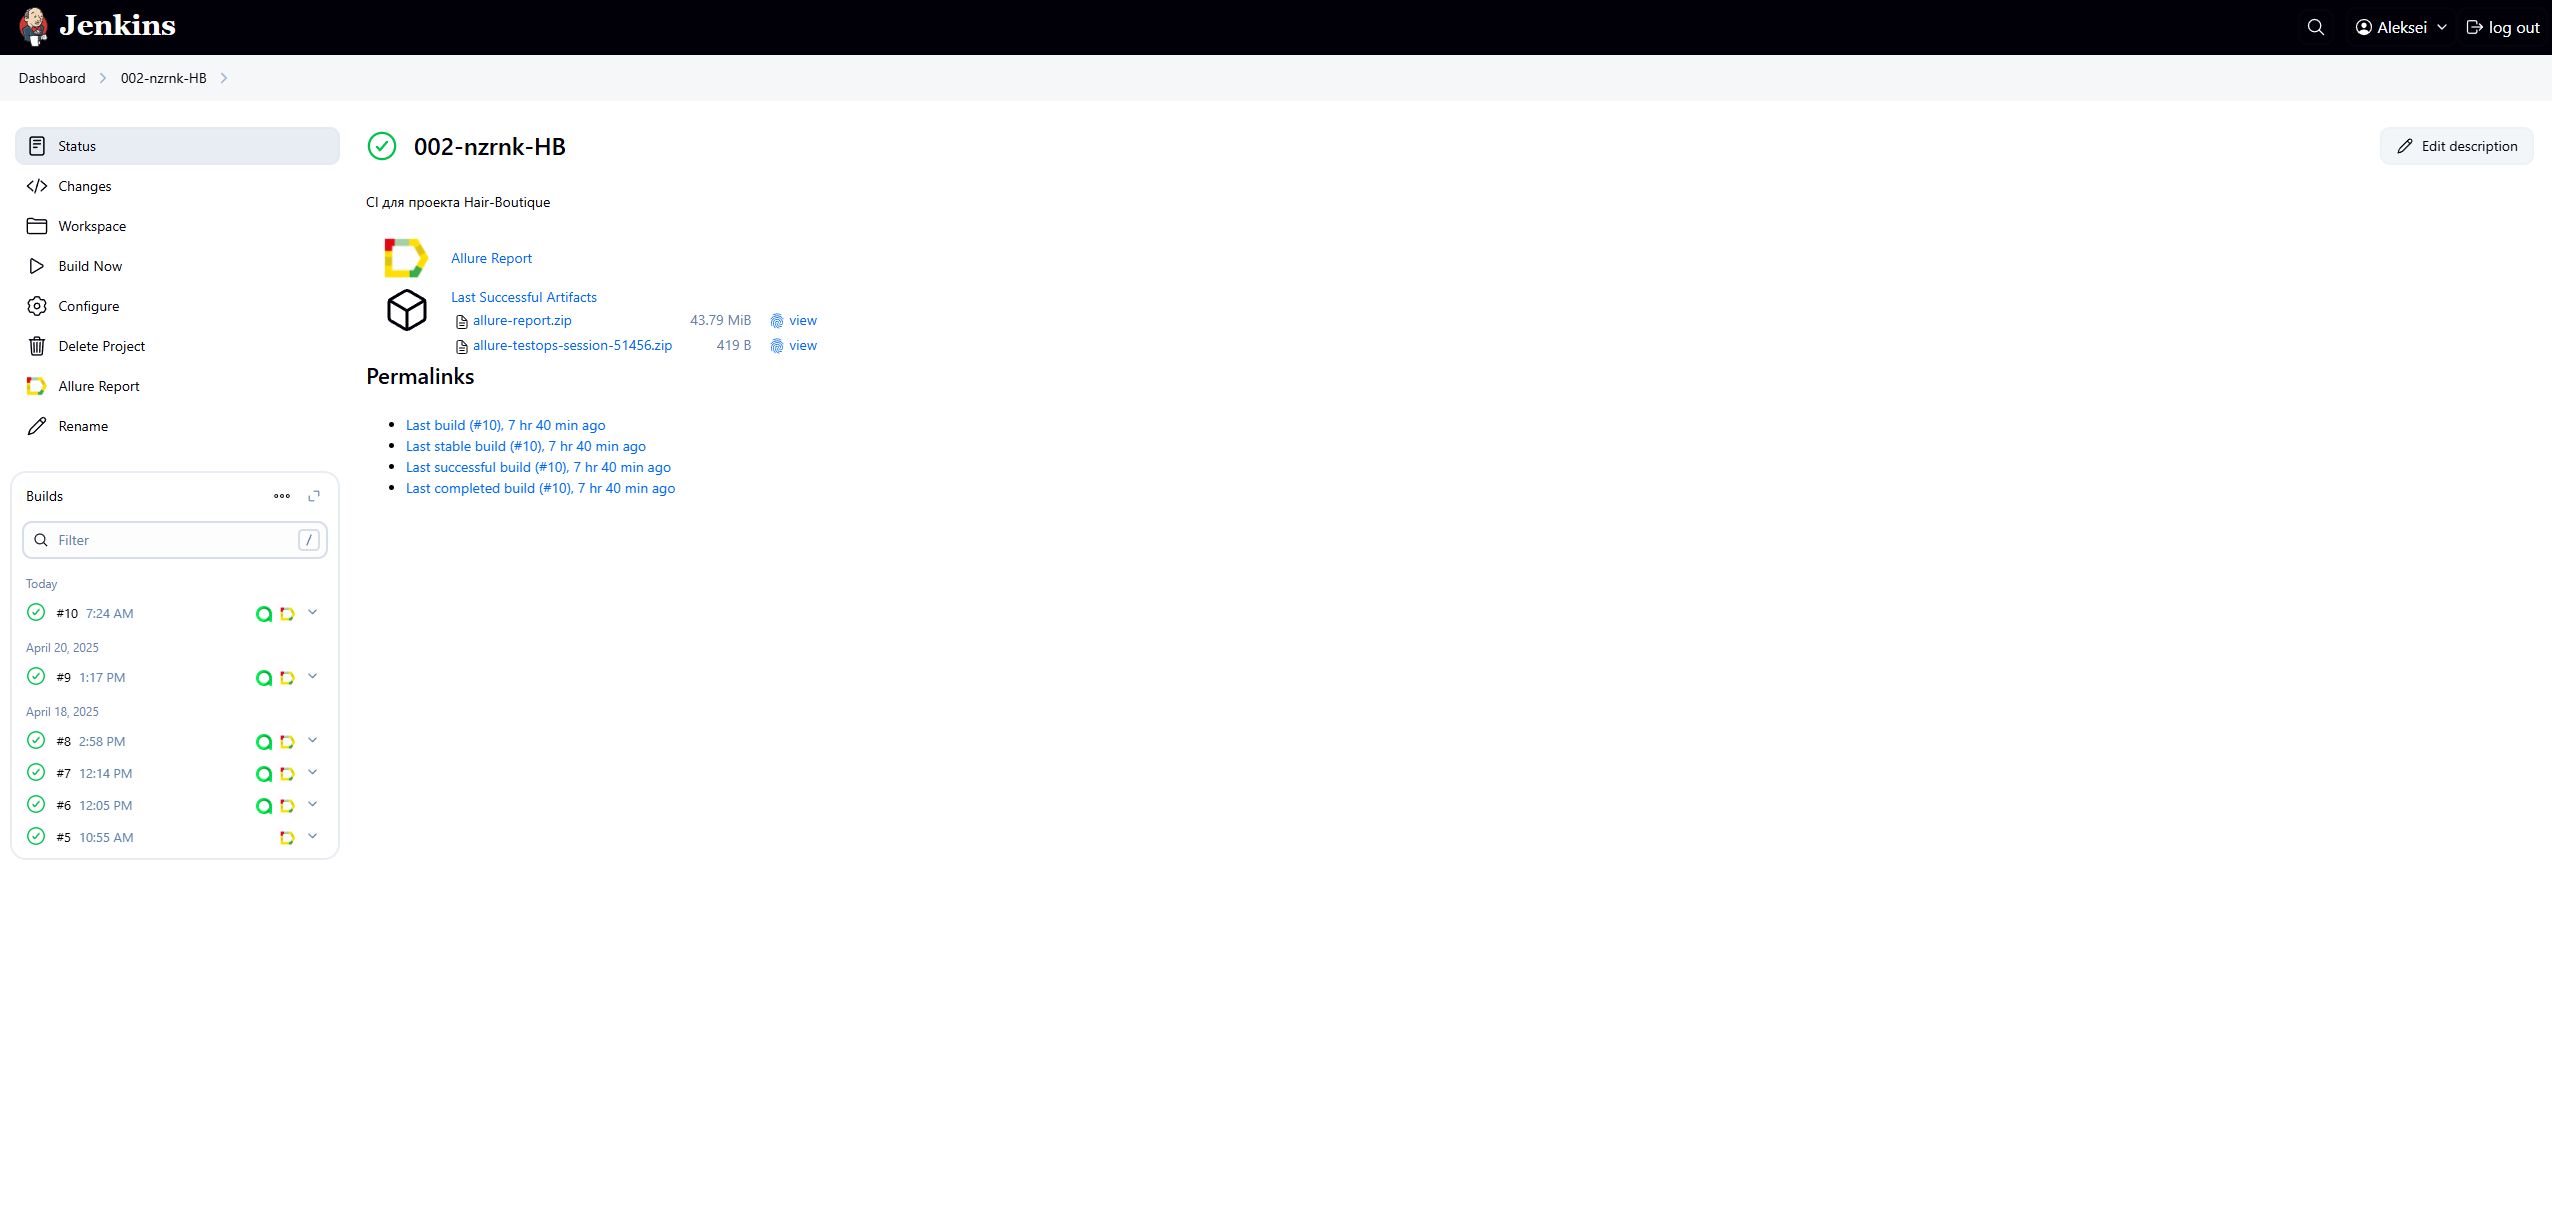 Jenkins
Aleksei
log out
Dashboard
002-nzrnk-HB
Status
Changes
Workspace
Build Now
Configure
Delete Project
Allure Report
Rename
Builds
Filter
/
Today
#10 7:24 AM
April 20, 2025
#9 1:17 PM
April 18, 2025
#8 2:58 PM
#7 12:14 PM
#6 12:05 PM
#5 10:55 AM
002-nzrnk-HB
Edit description
CI для проекта Hair-Boutique
Allure Report
Last Successful Artifacts
allure-report.zip 43.79 MiB view
allure-testops-session-51456.zip 419 B view
Permalinks
Last build (#10), 7 hr 40 min ago
Last stable build (#10), 7 hr 40 min ago
Last successful build (#10), 7 hr 40 min ago
Last completed build (#10), 7 hr 40 min ago